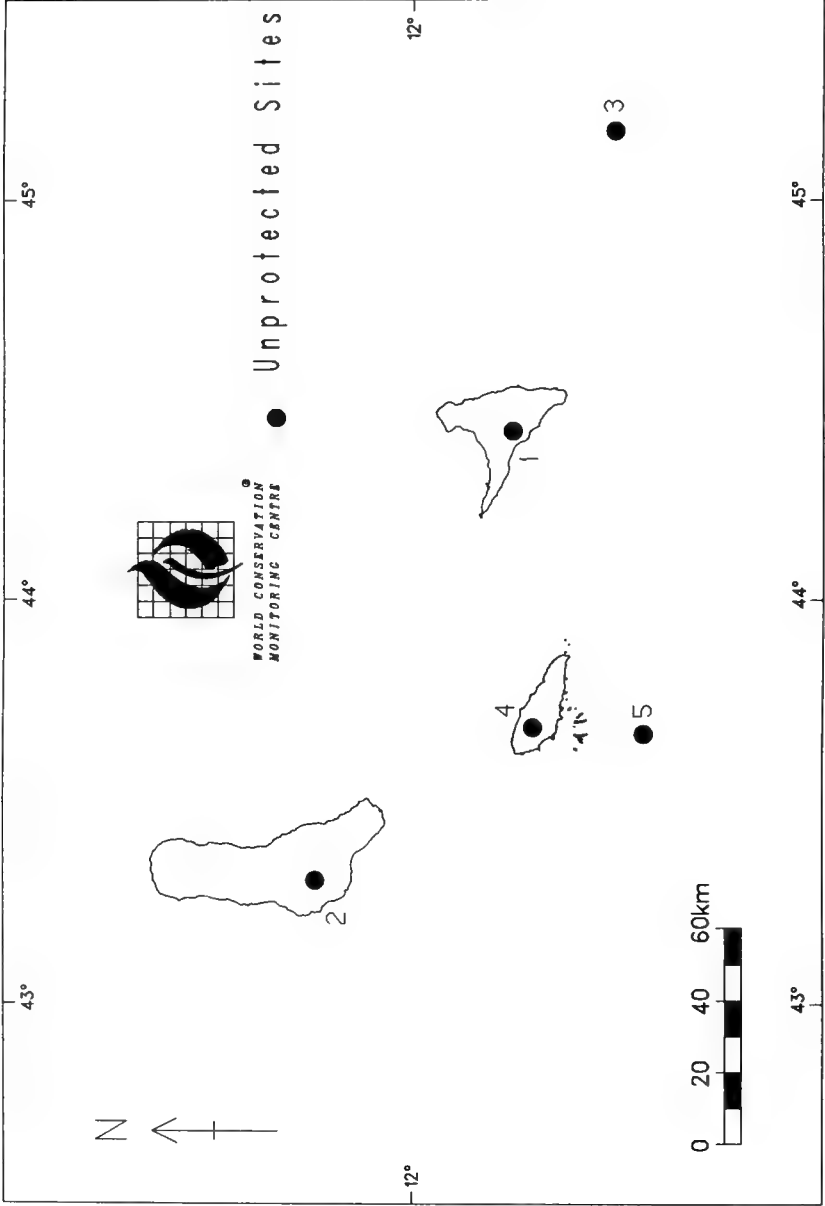 43°
44°
45°
N
WORLD CONSERVATION
MONITORING CENTRE
®
Unprotected Sites
12°
12°
2
4
1
3
5
0 20 40 60km
43°
44°
45°